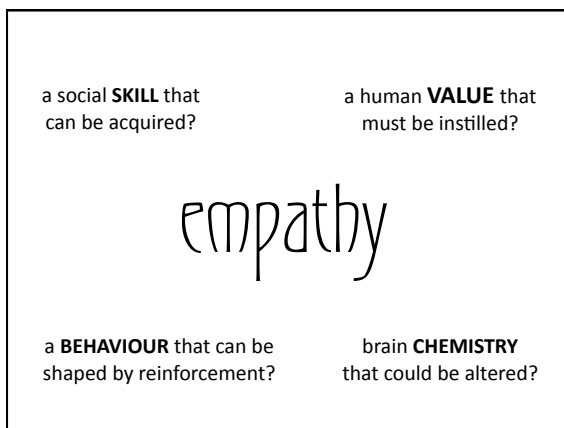 a social SKILL that
can be acquired?
a human VALUE that
must be instilled?
empathy
a BEHAVIOUR that can be
shaped by reinforcement?
brain CHEMISTRY
that could be altered?